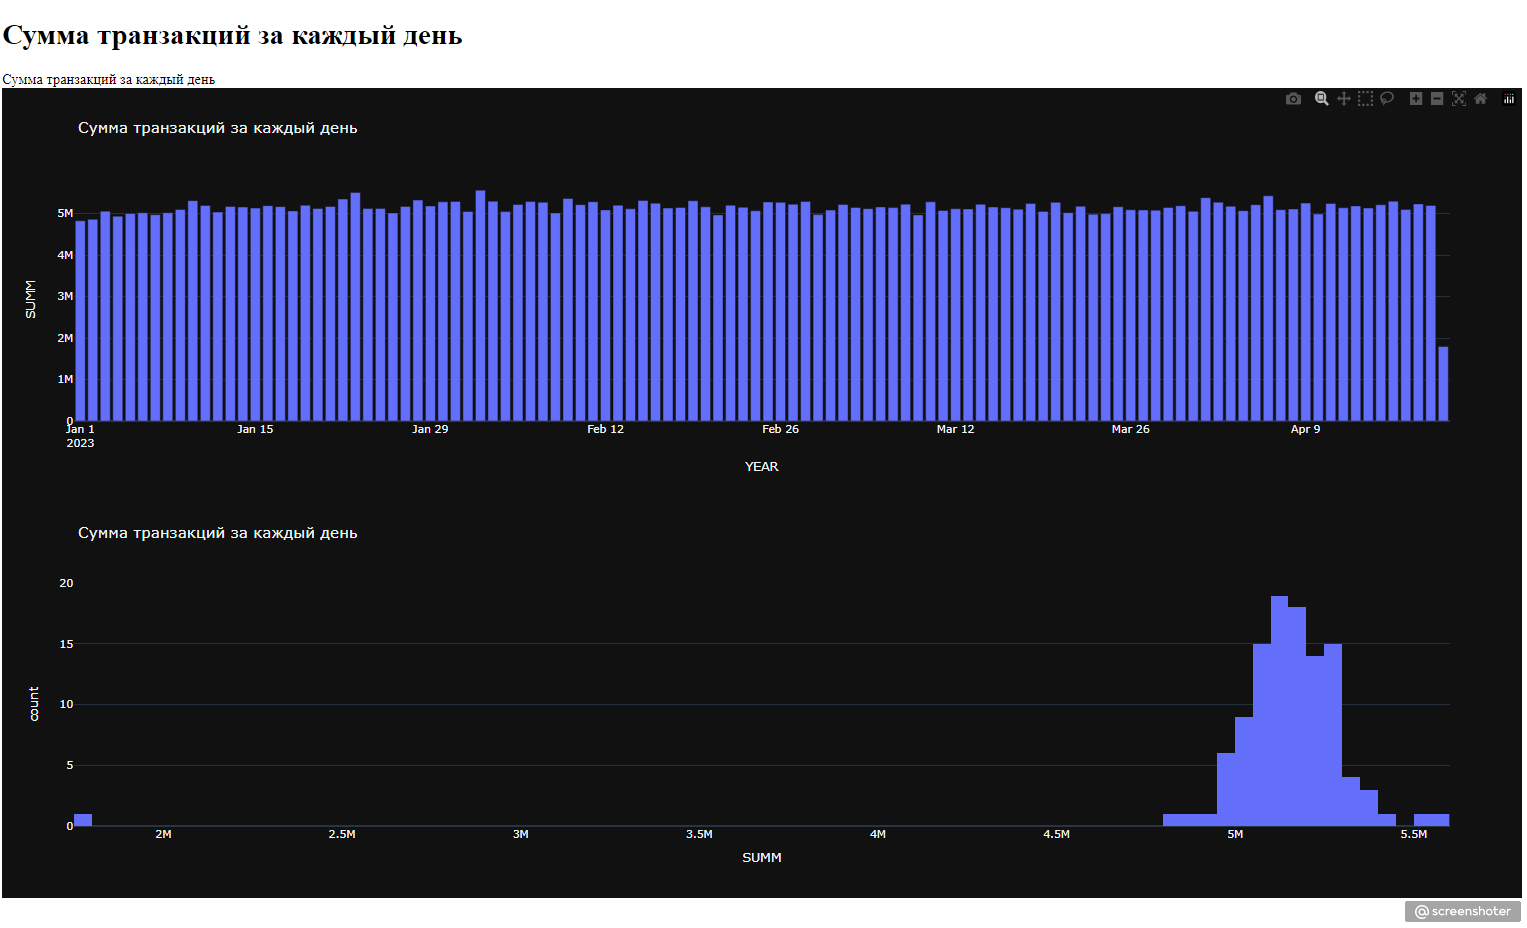 Сумма транзакций за каждый день
Сумма транзакций за каждый день
Сумма транзакций за каждый день
5M
4M
3M
2M
1M
0
SUMM
Jan 1 Jan 15 Jan 29 Feb 12 Feb 26 Mar 12 Mar 26 Apr 9
2023
YEAR
Сумма транзакций за каждый день
20
15
10
5
0
count
2M 2.5M 3M 3.5M 4M 4.5M 5M 5.5M
SUMM
@screenshoter